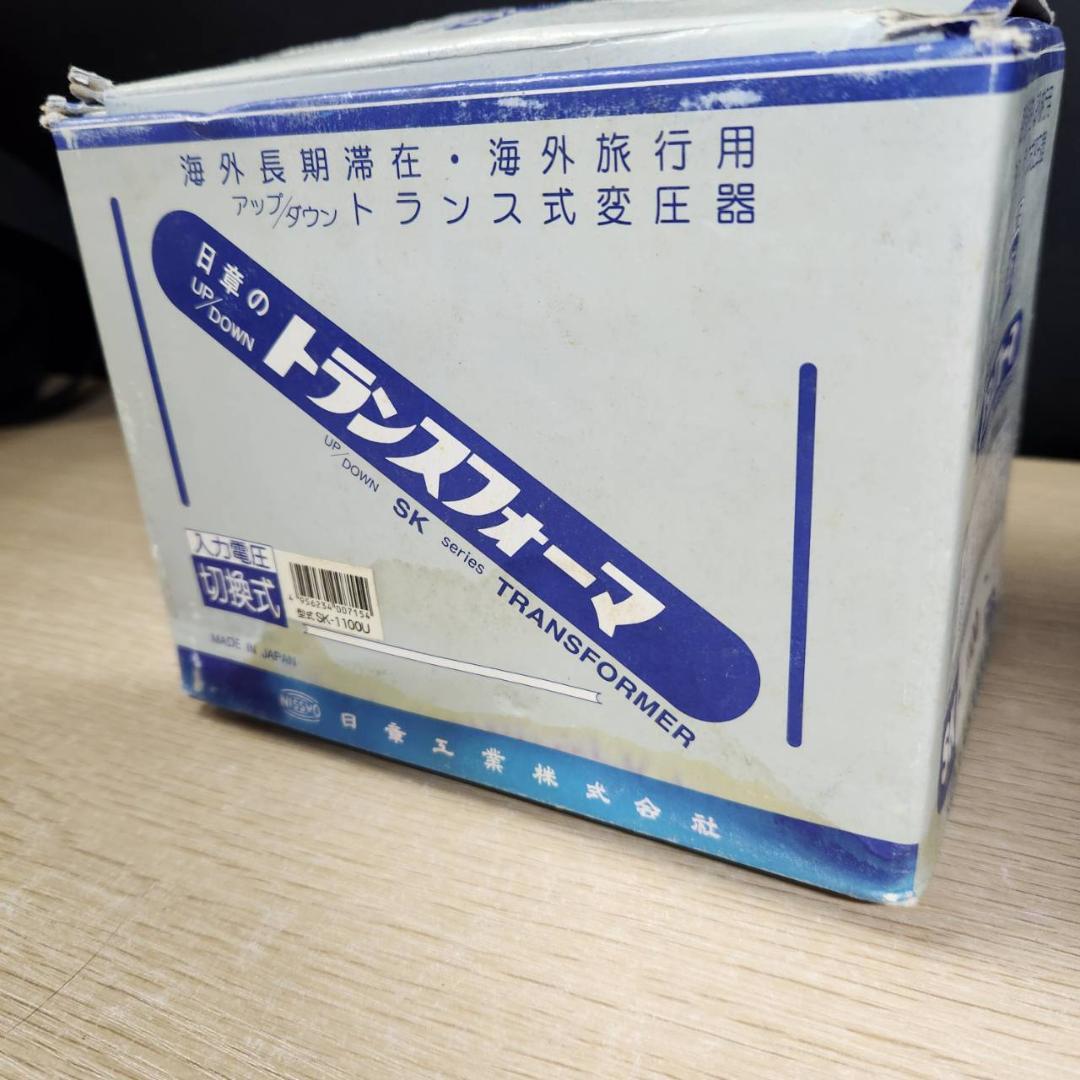 海外長期滞在・海外旅行用
アップ/ダウントランス式変圧器
日章の
UP/DOWN
トランスフォーマ
UP/DOWN SK series TRANSFORMER
入力電圧
切換式
4 956234 007154
型式 SK-1100U
MADE IN JAPAN
NISSYO 日章工業株式会社